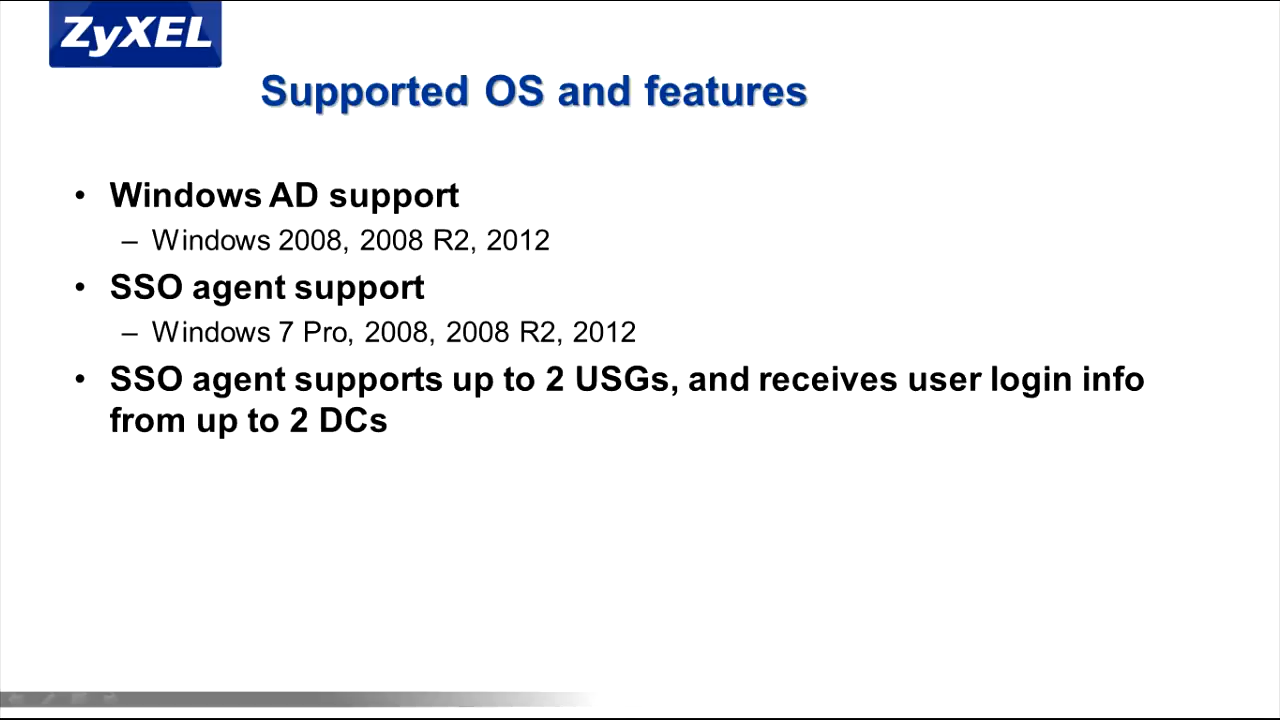 ZyXEL
Supported OS and features
• Windows AD support
– Windows 2008, 2008 R2, 2012
• SSO agent support
– Windows 7 Pro, 2008, 2008 R2, 2012
• SSO agent supports up to 2 USGs, and receives user login info
from up to 2 DCs